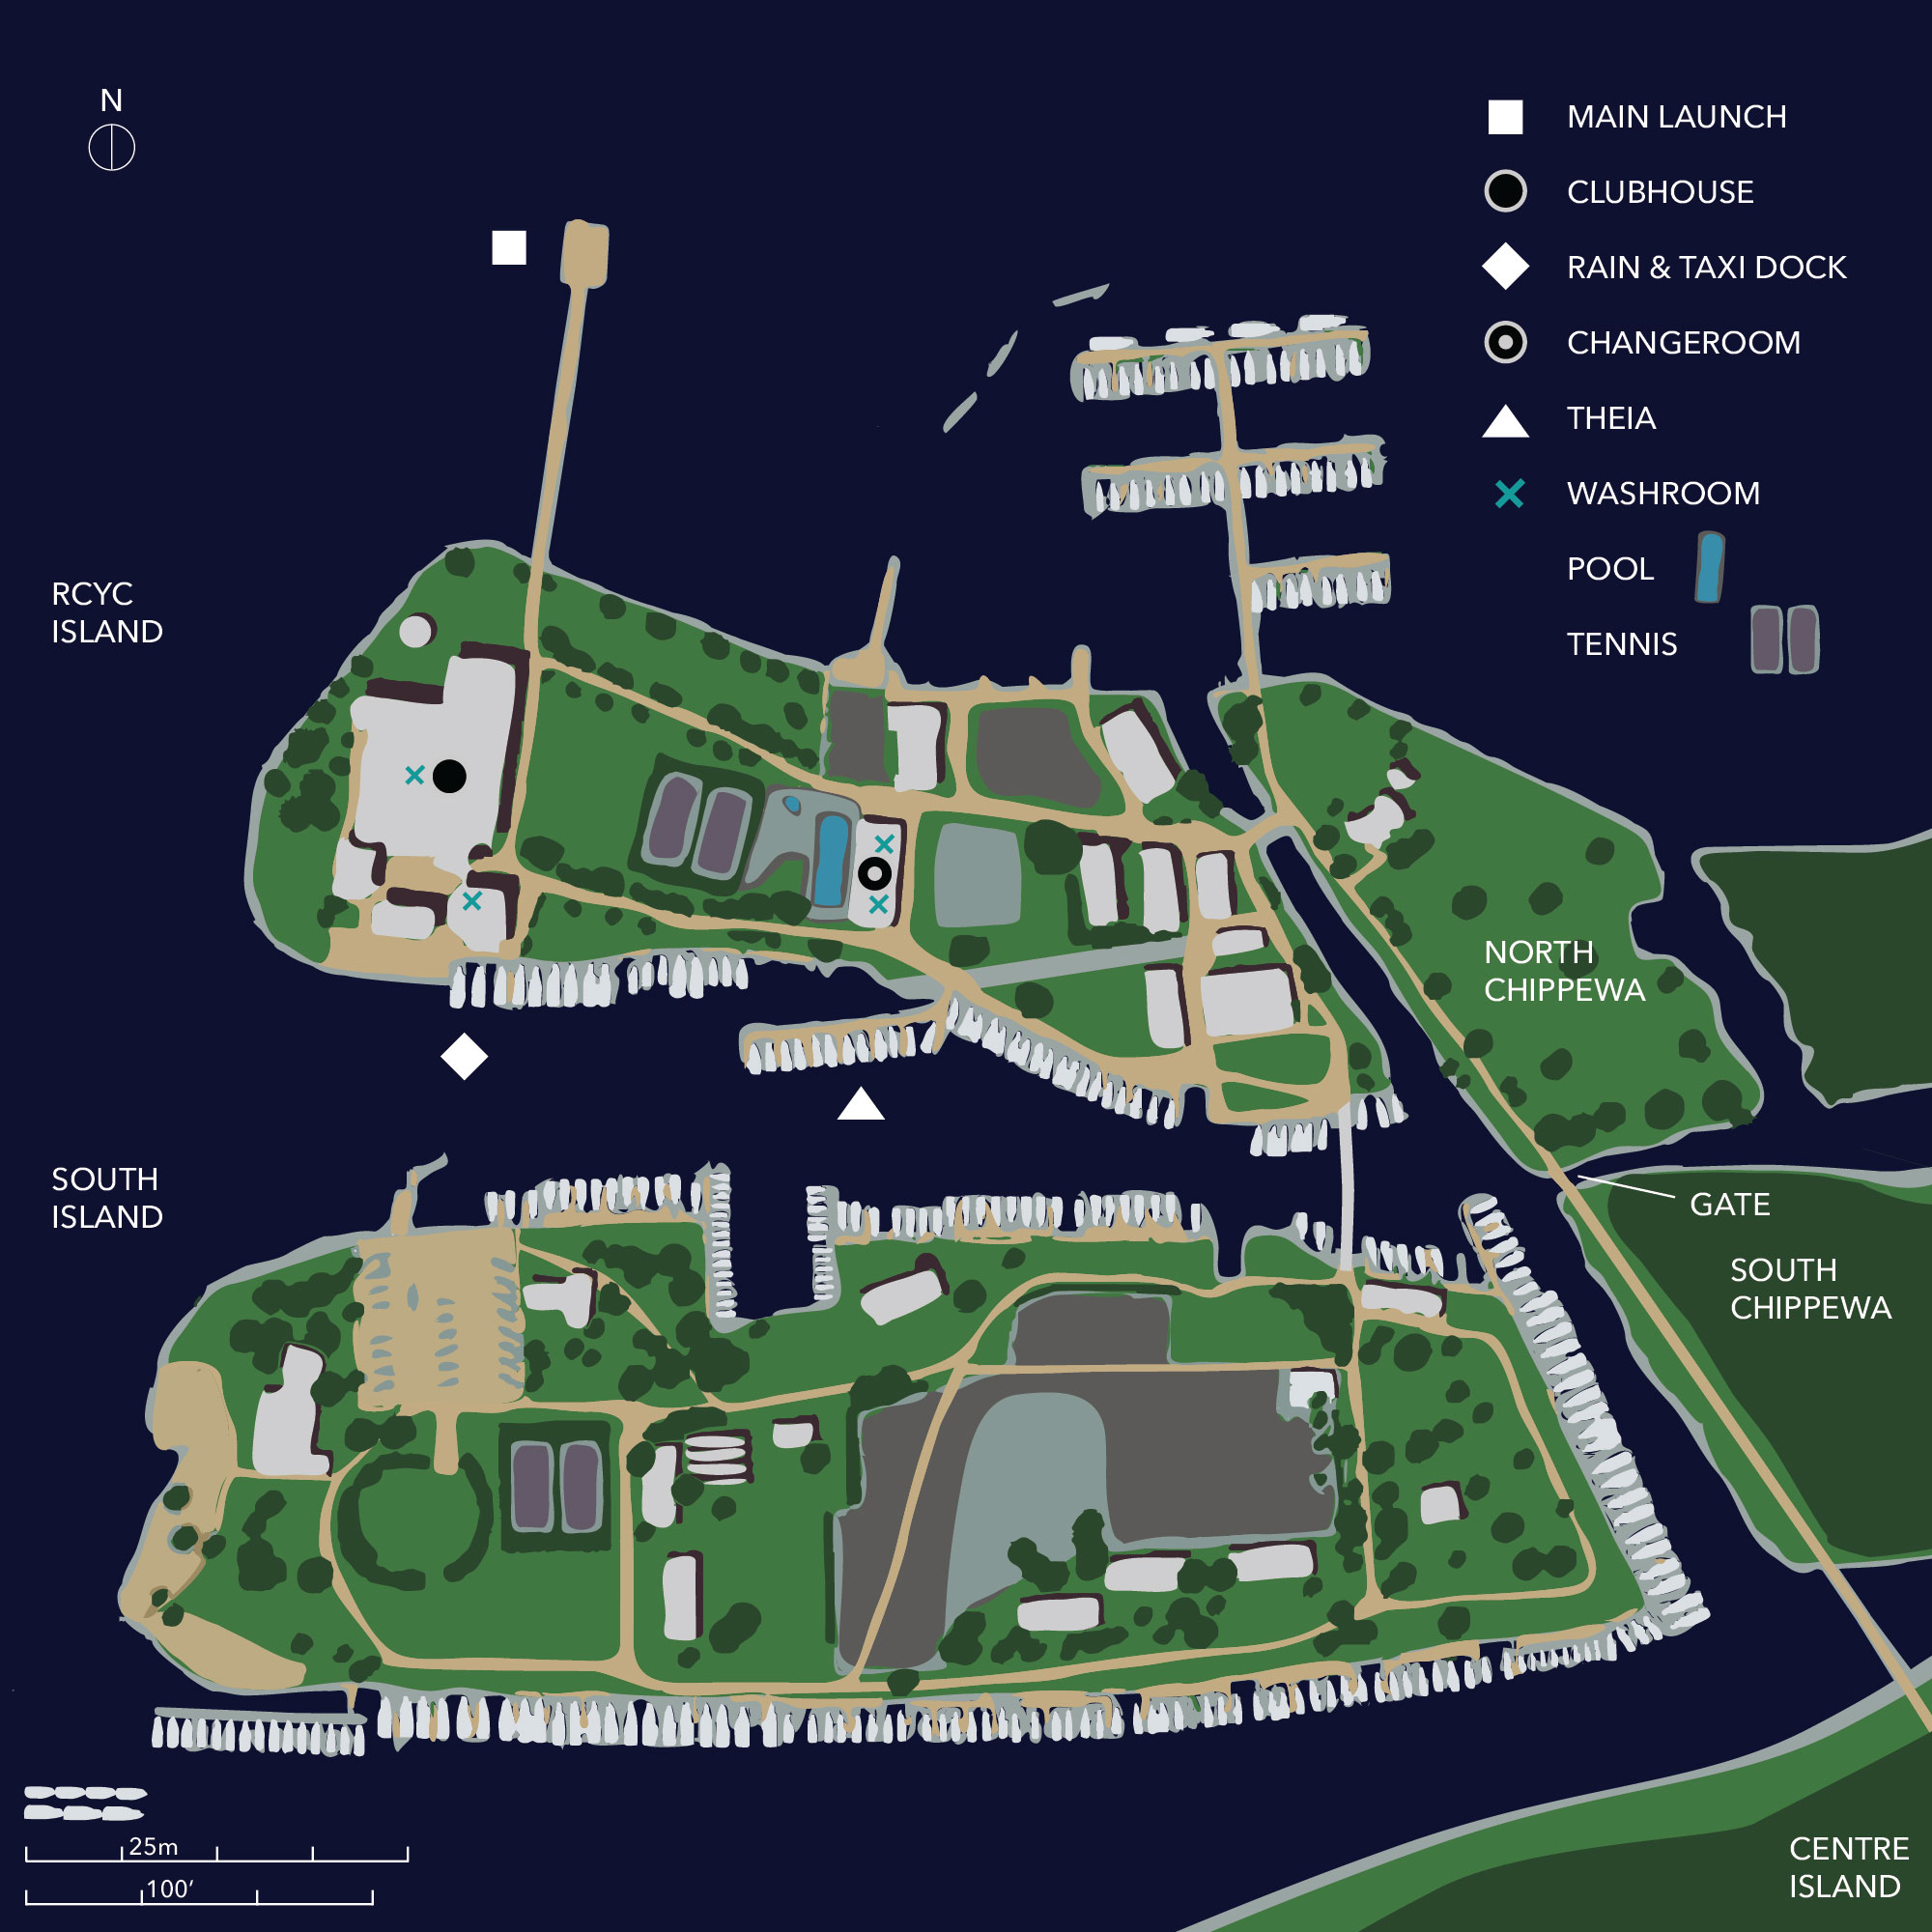 N
MAIN LAUNCH
CLUBHOUSE
RAIN & TAXI DOCK
CHANGEROOM
THEIA
WASHROOM
POOL
TENNIS
RCYC
ISLAND
NORTH
CHIPPEWA
SOUTH
ISLAND
GATE
SOUTH
CHIPPEWA
25m
100’
CENTRE
ISLAND